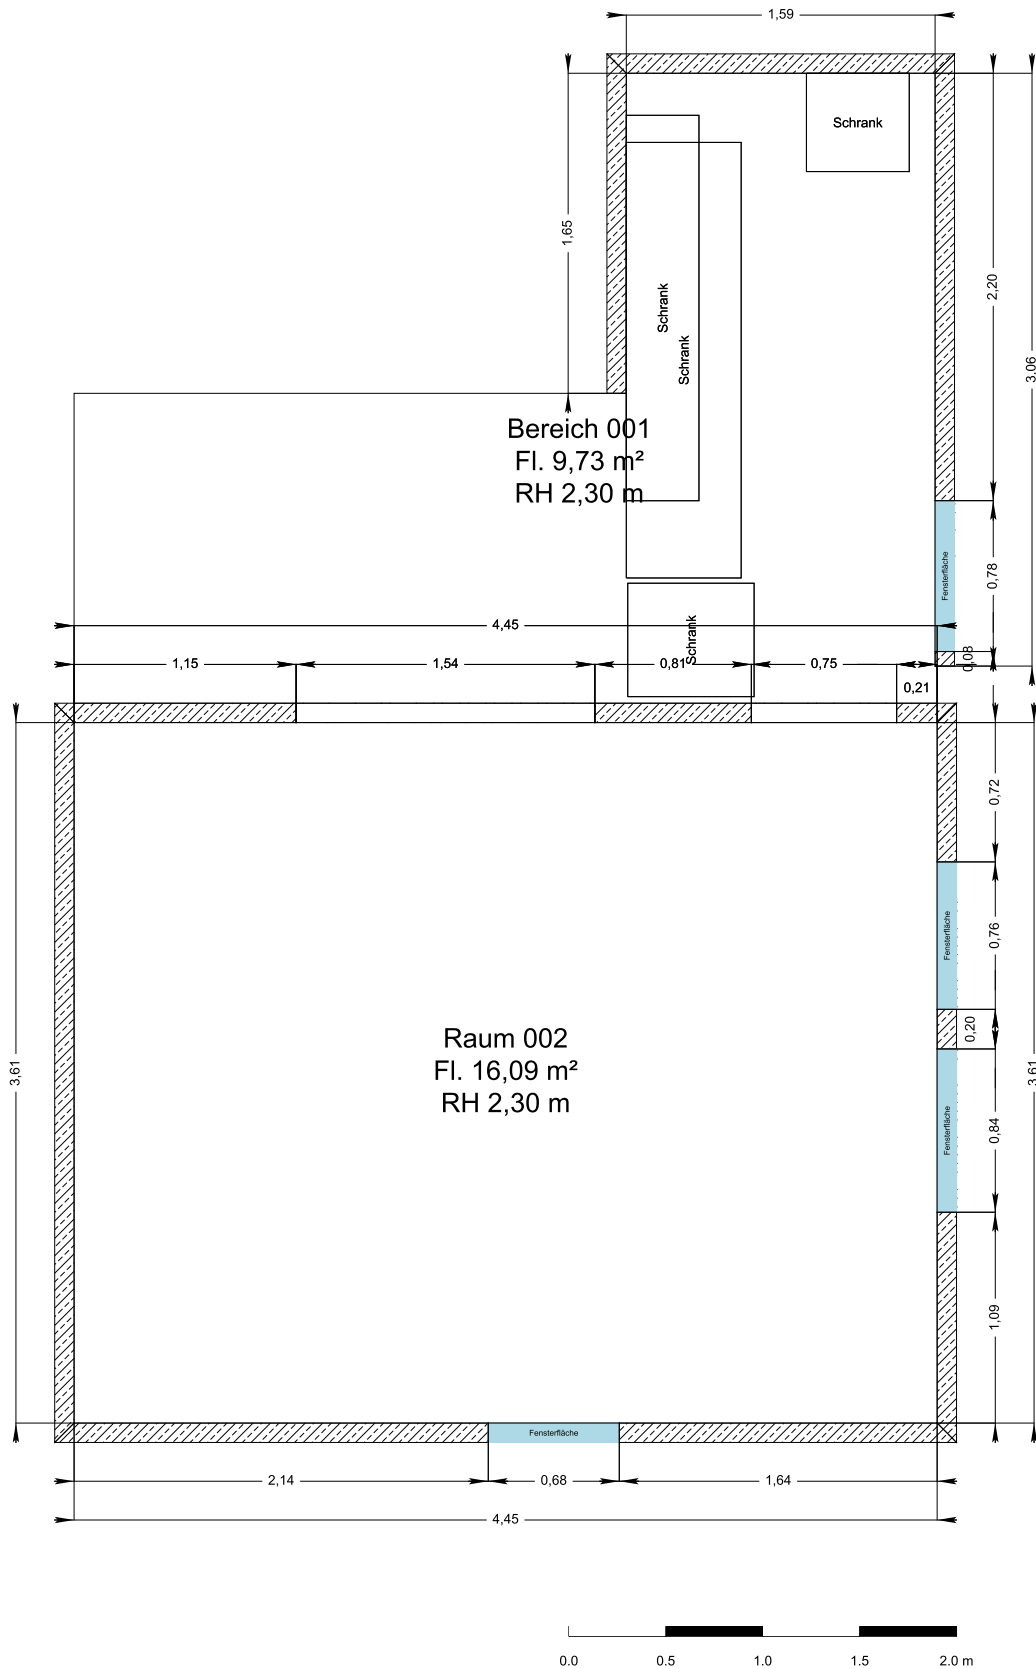 1,59
Schrank
1,65
2,20
3,06
Schrank
Schrank
Bereich 001
Fl. 9,73 m²
RH 2,30 m
Fensterfläche
0,78
4,45
Schrank
0,08
1,15
1,54
0,81
0,75
0,21
0,72
Fensterfläche
0,76
0,20
Raum 002
Fl. 16,09 m²
RH 2,30 m
3,61
3,61
Fensterfläche
0,84
1,09
Fensterfläche
2,14
0,68
1,64
4,45
0.0 0.5 1.0 1.5 2.0 m